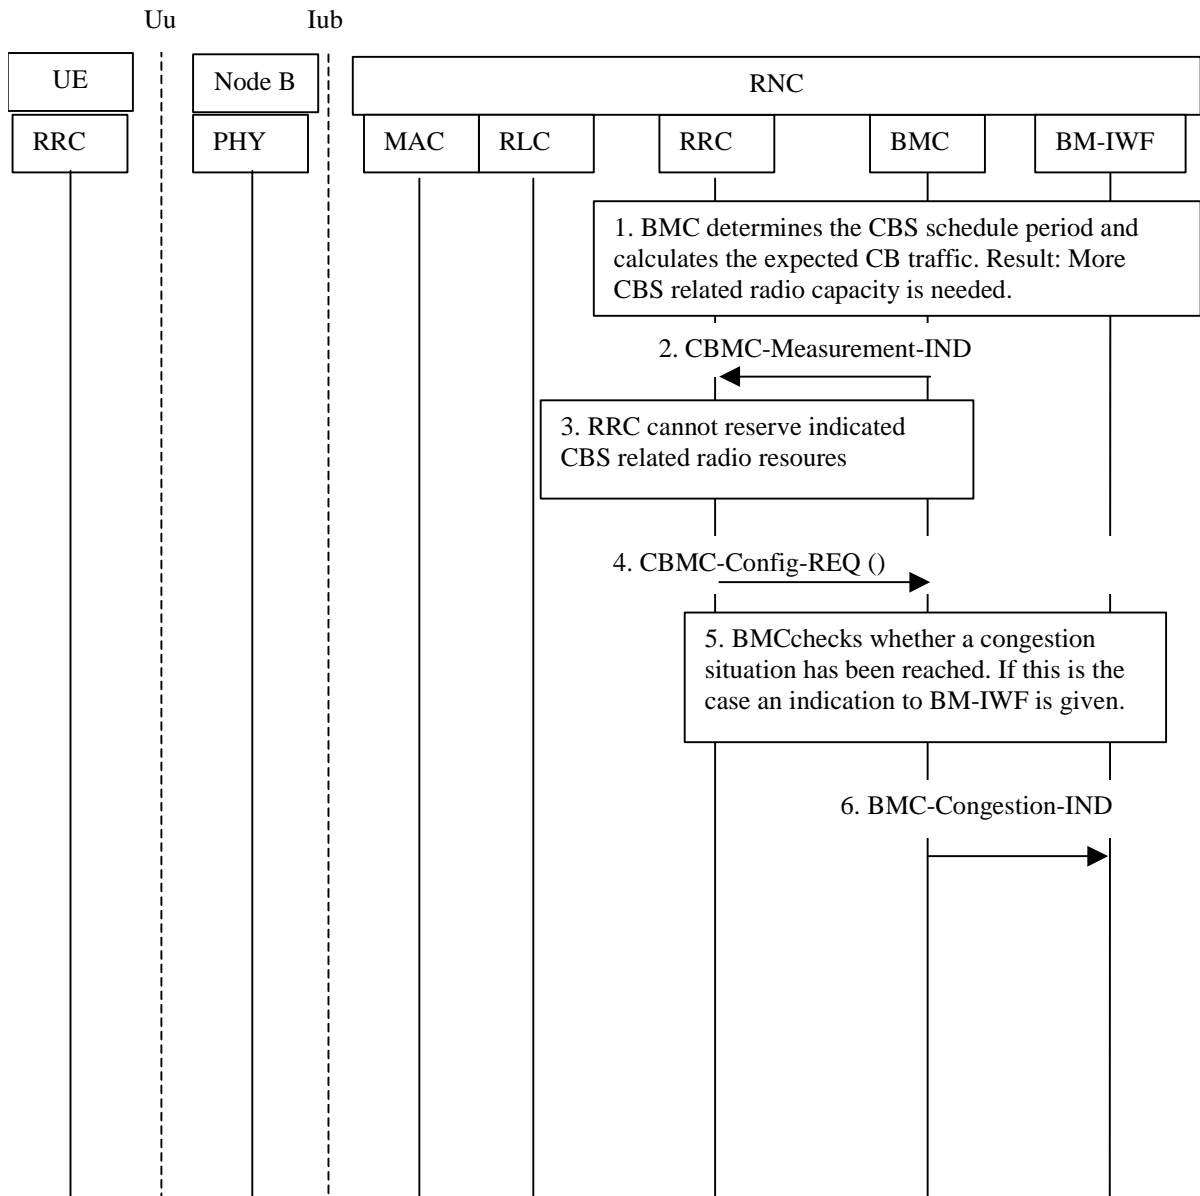 Uu
Iub
UE
Node B
RNC
RRC
PHY
MAC
RLC
RRC
BMC
BM-IWF
1. BMC determines the CBS schedule period and
calculates the expected CB traffic. Result: More
CBS related radio capacity is needed.
2. CBMC-Measurement-IND
3. RRC cannot reserve indicated
CBS related radio resoures
4. CBMC-Config-REQ ()
5. BMCchecks whether a congestion
situation has been reached. If this is the
case an indication to BM-IWF is given.
6. BMC-Congestion-IND